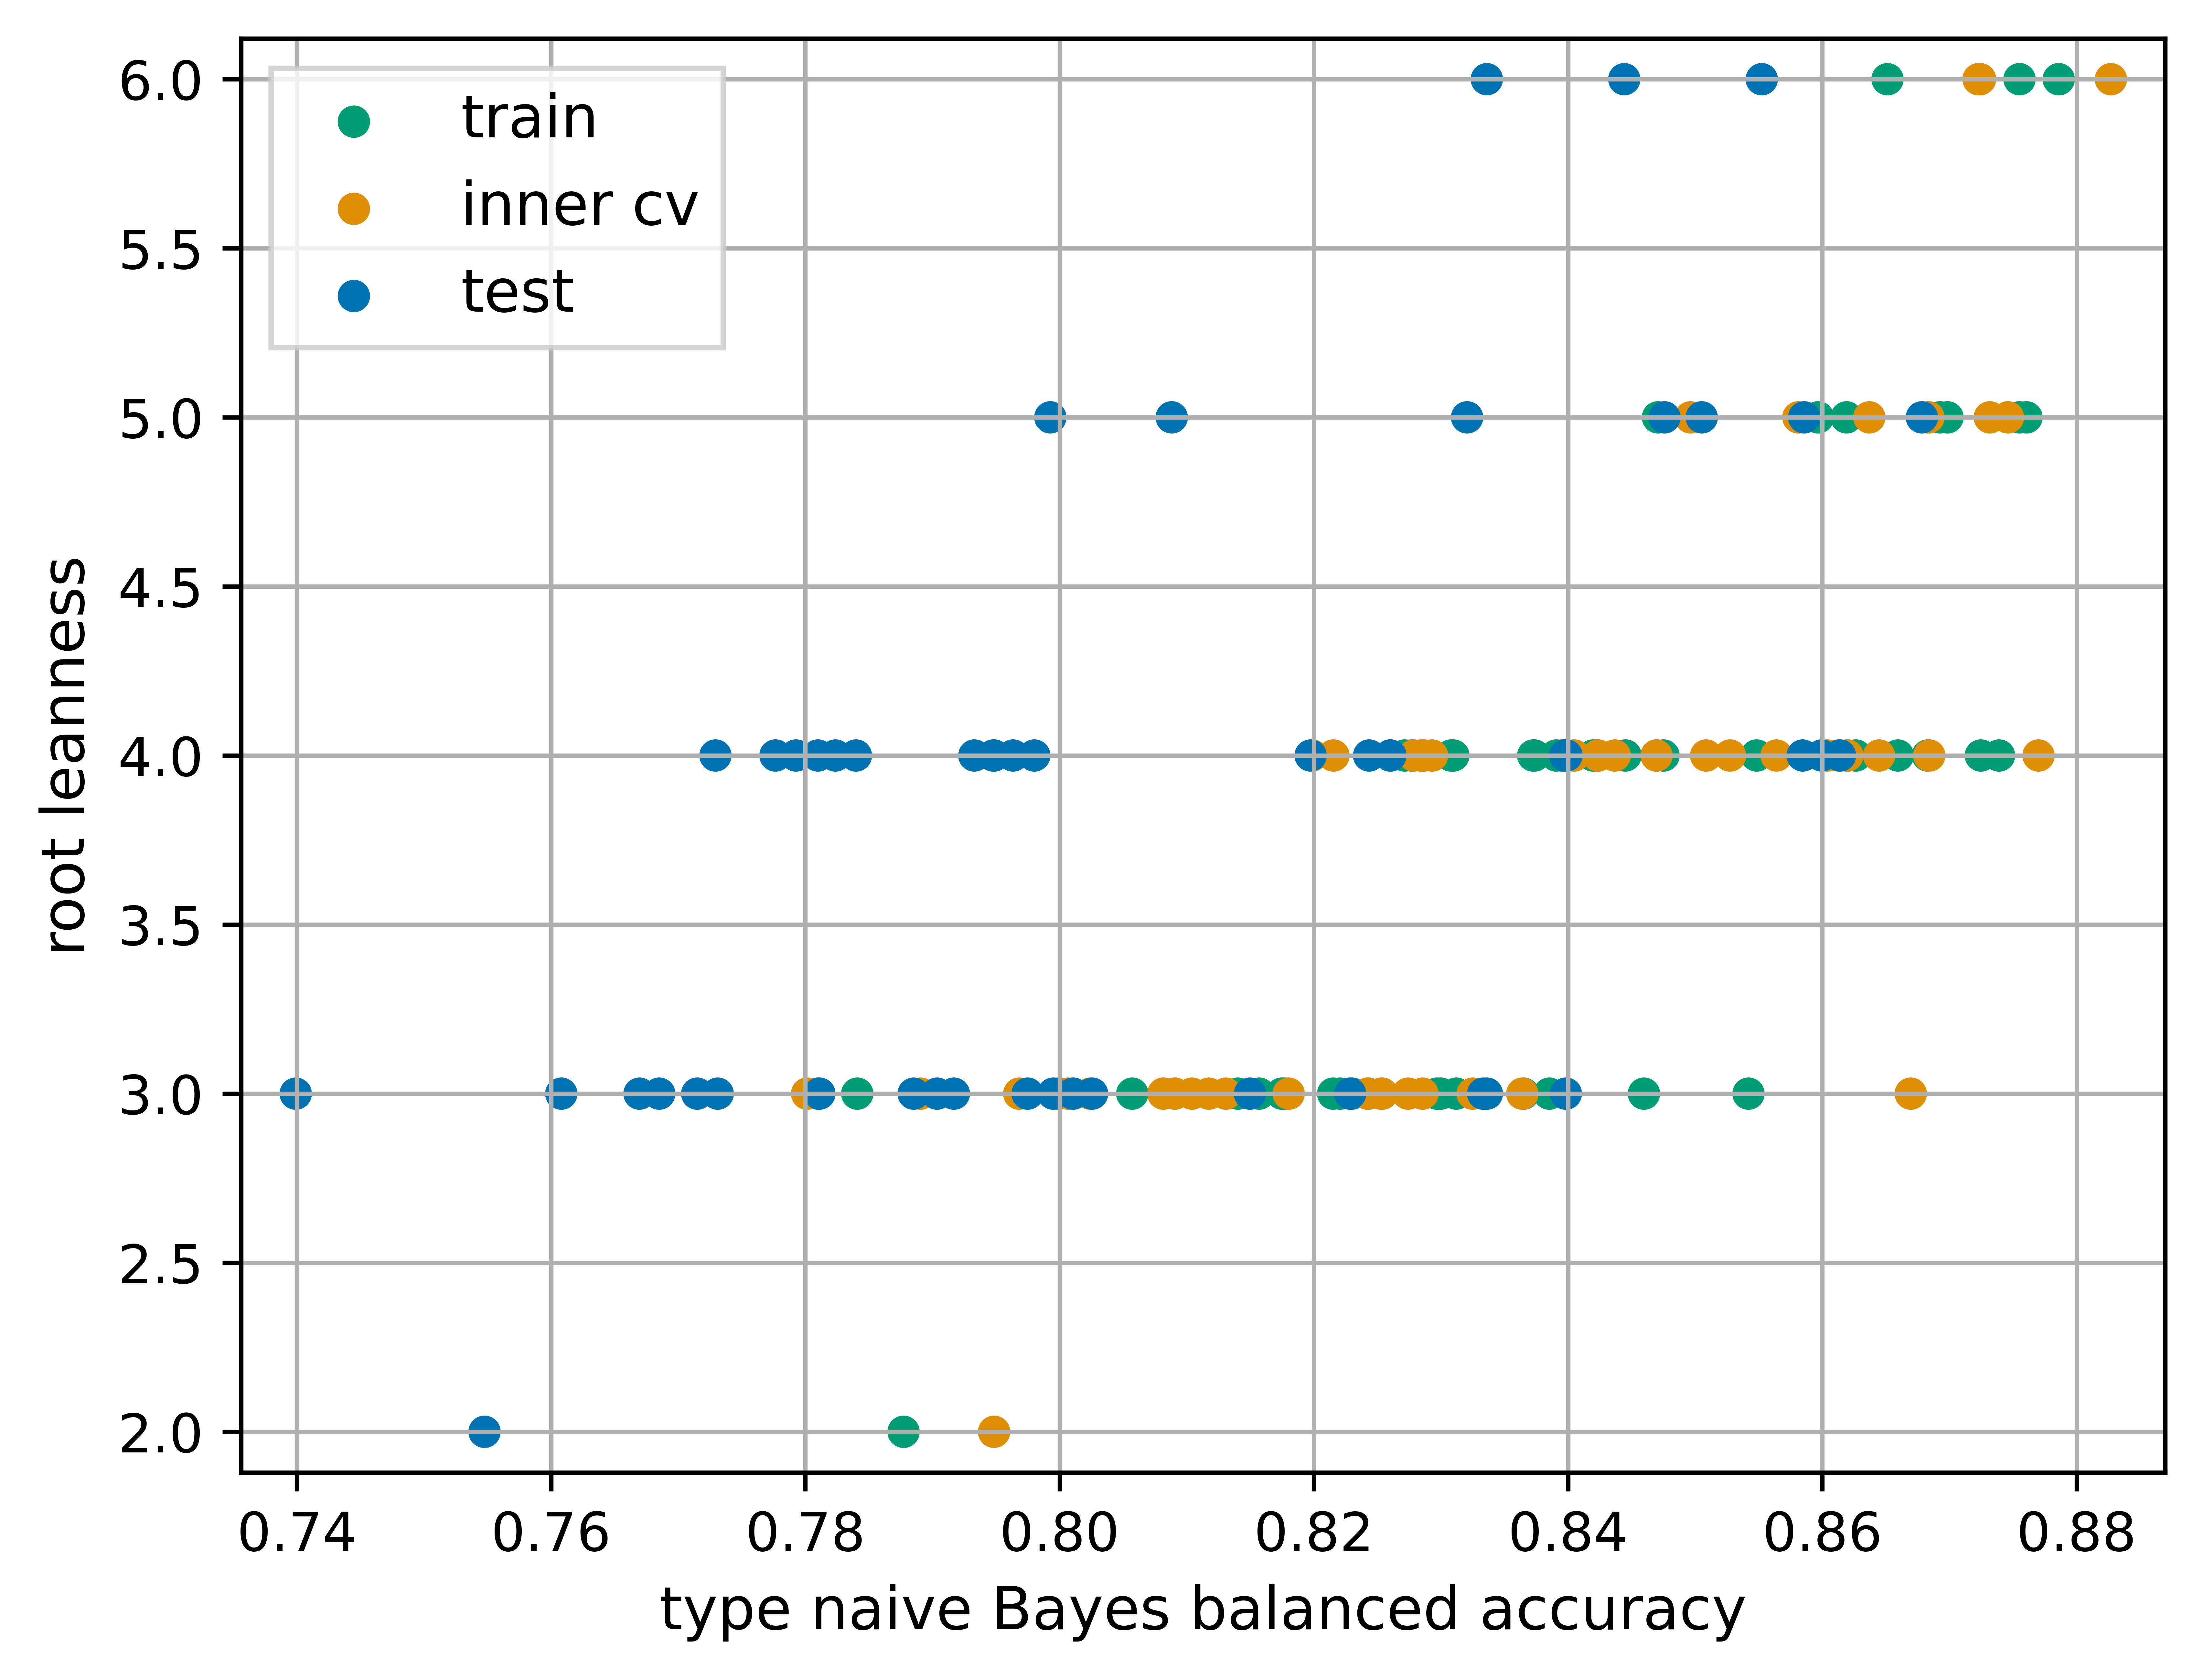 train
inner cv
test
root leanness
6.0
5.5
5.0
4.5
4.0
3.5
3.0
2.5
2.0
0.74 0.76 0.78 0.80 0.82 0.84 0.86 0.88
type naive Bayes balanced accuracy